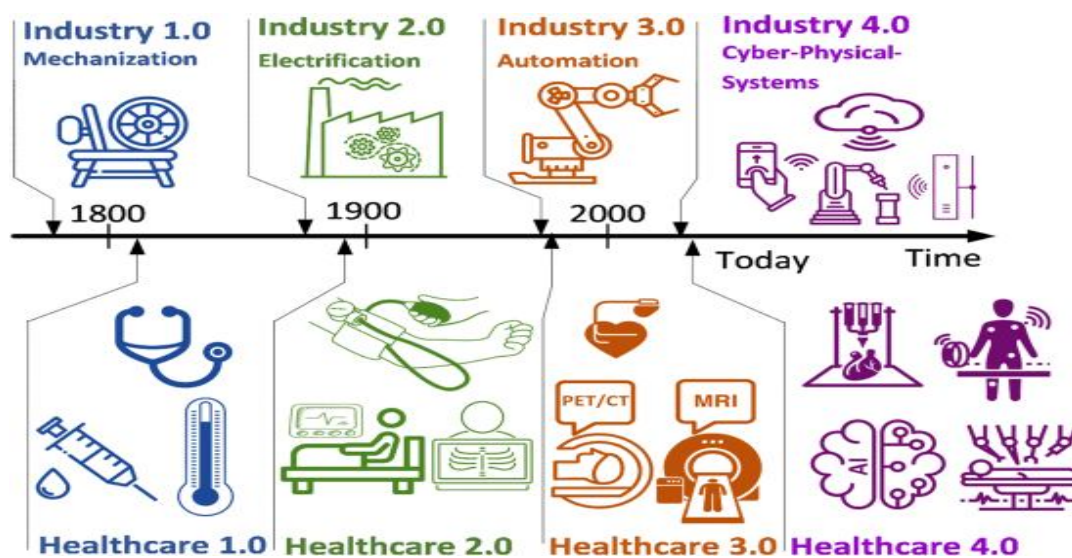 Industry 1.0
Mechanization
Industry 2.0
Electrification
Industry 3.0
Automation
Industry 4.0
Cyber-Physical-
Systems
1800
1900
2000
Today
Time
PET/CT
MRI
AI
Healthcare 1.0
Healthcare 2.0
Healthcare 3.0
Healthcare 4.0